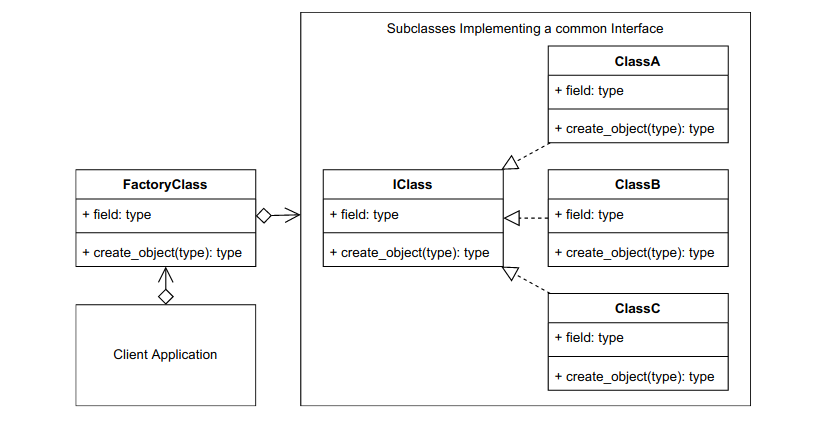 Subclasses Implementing a common Interface
ClassA
+ field: type
+ create_object(type): type
FactoryClass
+ field: type
+ create_object(type): type
IClass
+ field: type
+ create_object(type): type
ClassB
+ field: type
+ create_object(type): type
Client Application
ClassC
+ field: type
+ create_object(type): type